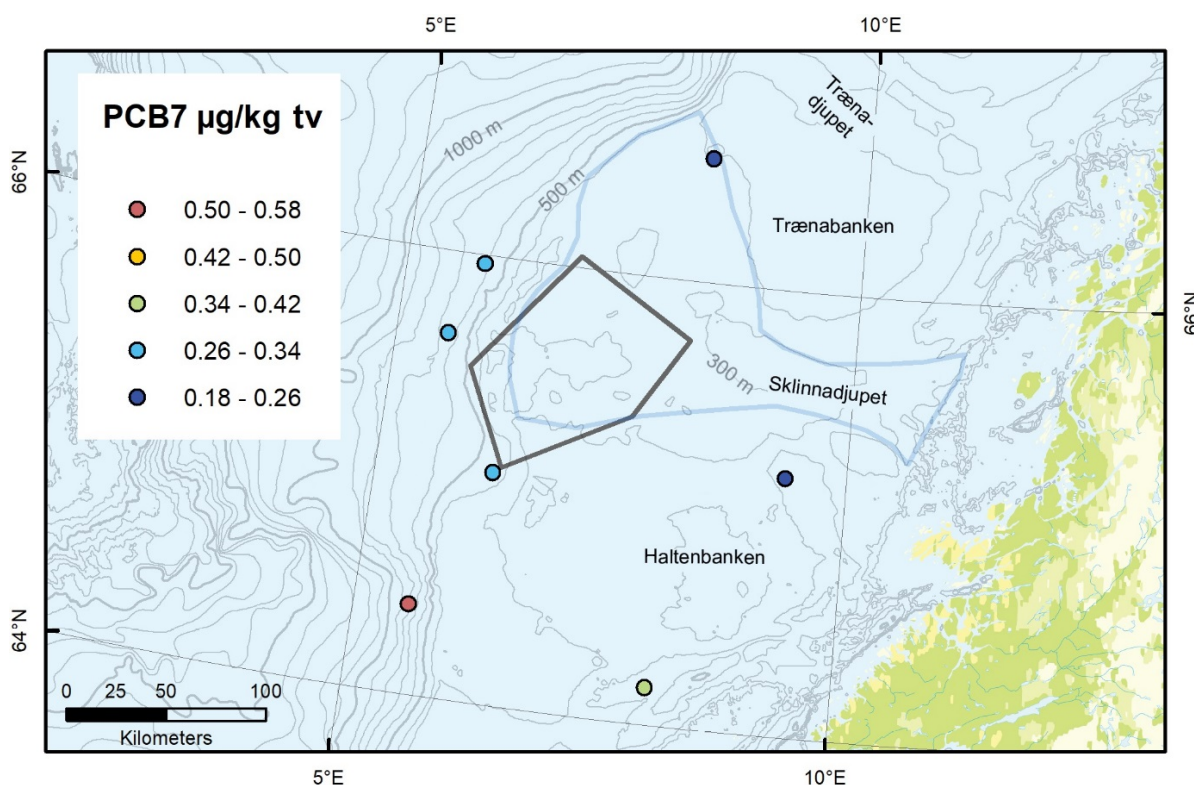 5°E
10°E
PCB7 µg/kg tv
0.50 - 0.58
0.42 - 0.50
0.34 - 0.42
0.26 - 0.34
0.18 - 0.26
1000 m
500 m
Træna-
djupet
66°N
Trænabanken
66°N
300 m
Sklinnadjupet
Haltenbanken
64°N
0 25 50 100
Kilometers
5°E
10°E